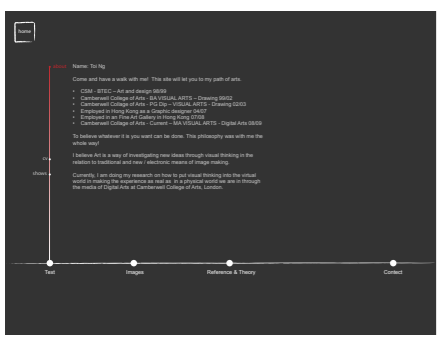 home
about
Name: Toi Ng
Come and have a walk with me! This site will let you to my path of arts.
• CSM - BTEC – Art and design 98/99
• Camberwell College of Arts - BA VISUAL ARTS – Drawing 99/02
• Camberwell College of Arts - PG Dip – VISUAL ARTS - Drawing 02/03
• Employed in Hong Kong as a Graphic designer 04/07
• Employed in an Fine Art Gallery in Hong Kong 07/08
• Camberwell College of Arts - Current – MA VISUAL ARTS - Digital Arts 08/09
To believe whatever it is you want can be done. This philosophy was with me the
whole way!
I believe Art is a way of investigating new ideas through visual thinking in the
relation to traditional and new / electronic means of image making.
cv
shows
Currently, I am doing my research on how to put visual thinking into the virtual
world in making the experience as real as in a physical world we are in through
the media of Digital Arts at Camberwell College of Arts, London.
Text
Images
Reference & Theory
Contact